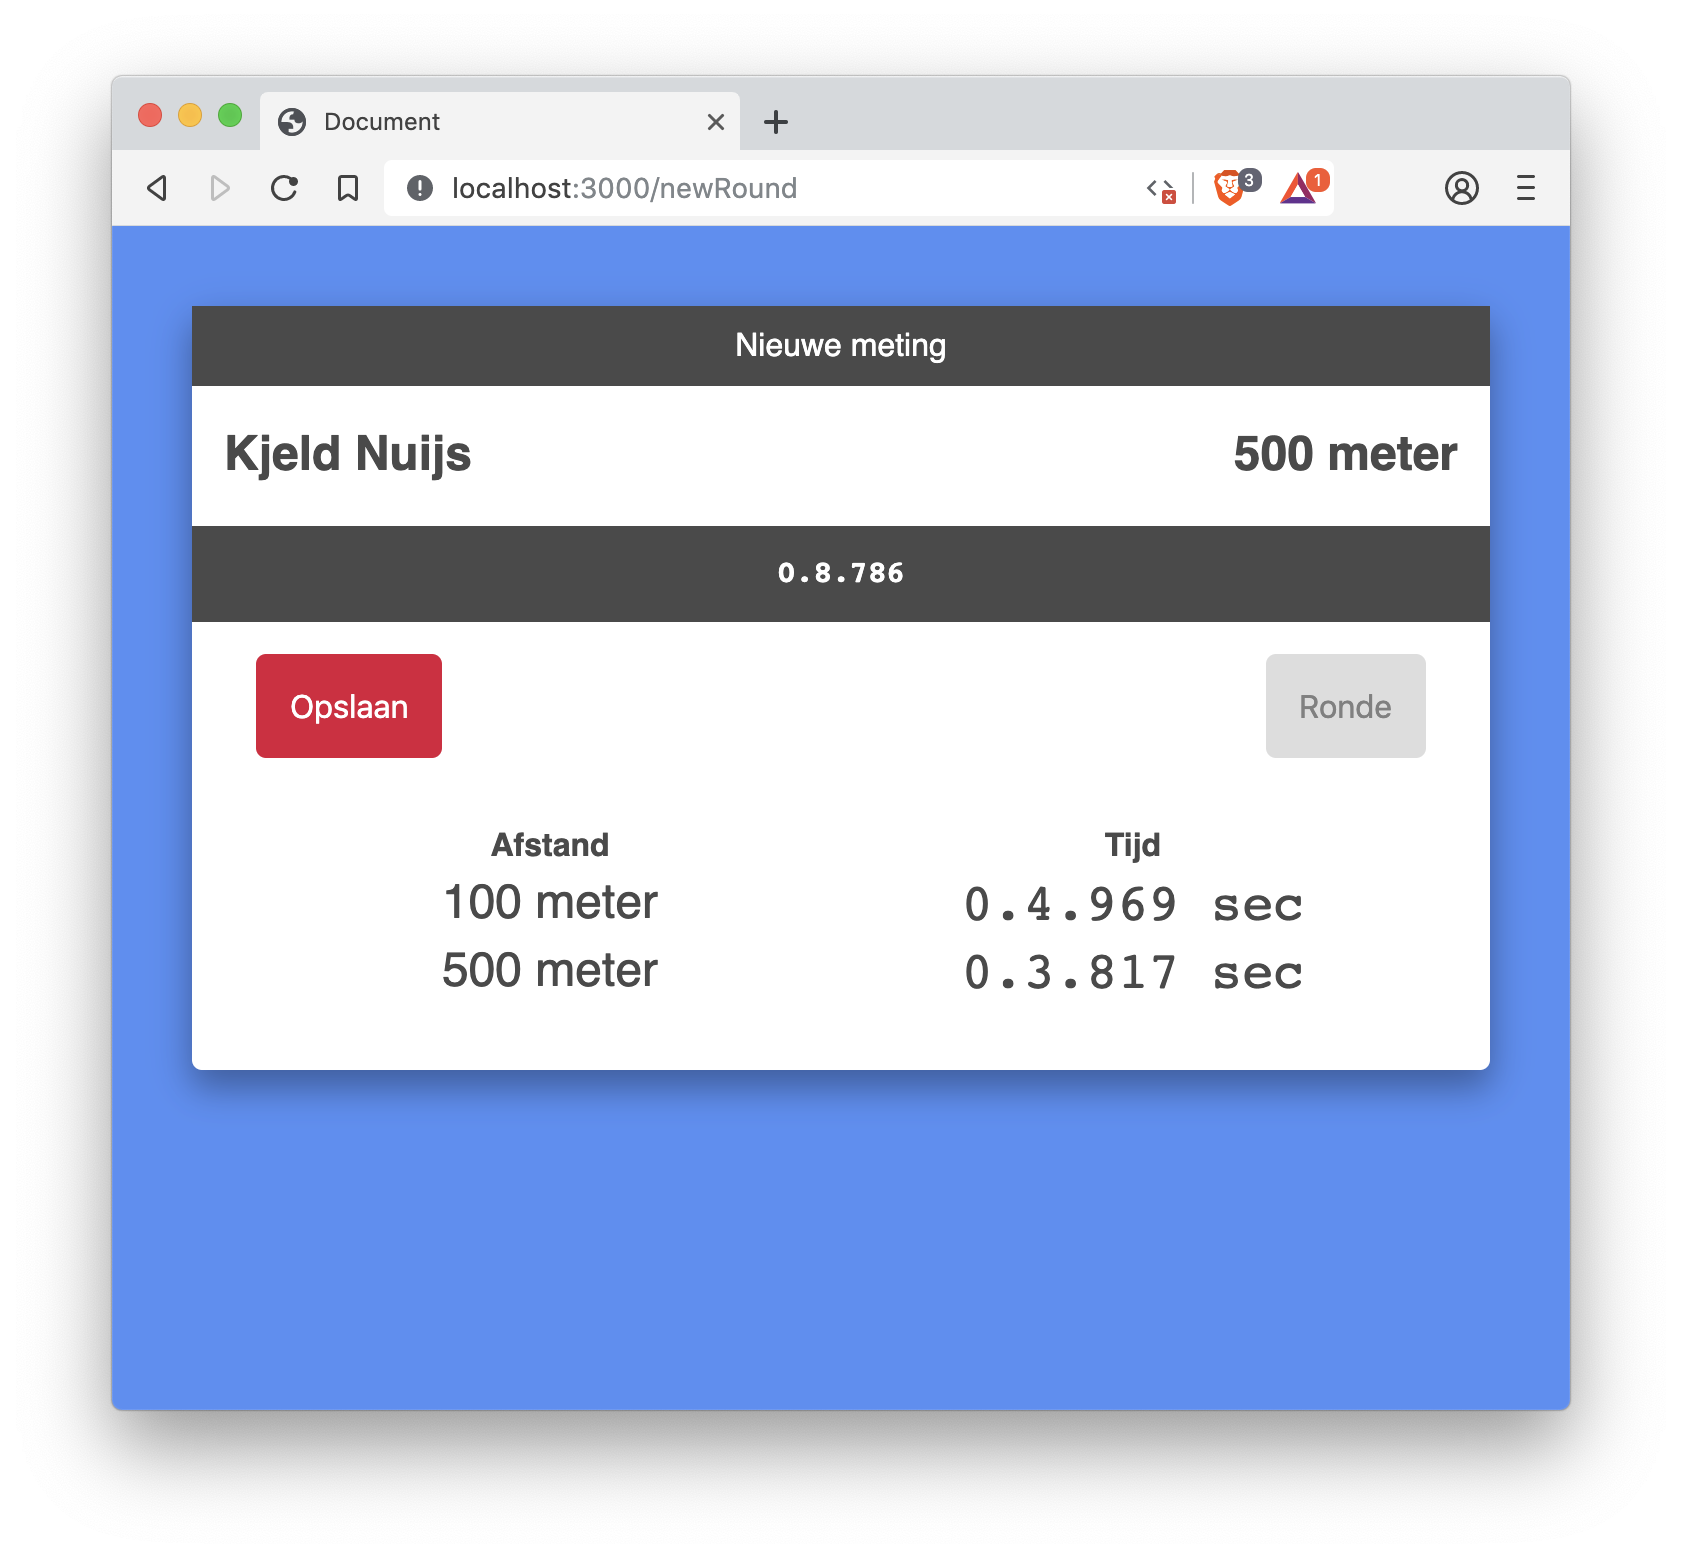 Document
localhost:3000/newRound
3
1
Nieuwe meting
Kjeld Nuijs
500 meter
0.8.786
Opslaan
Ronde
Afstand
Tijd
100 meter
0.4.969 sec
500 meter
0.3.817 sec